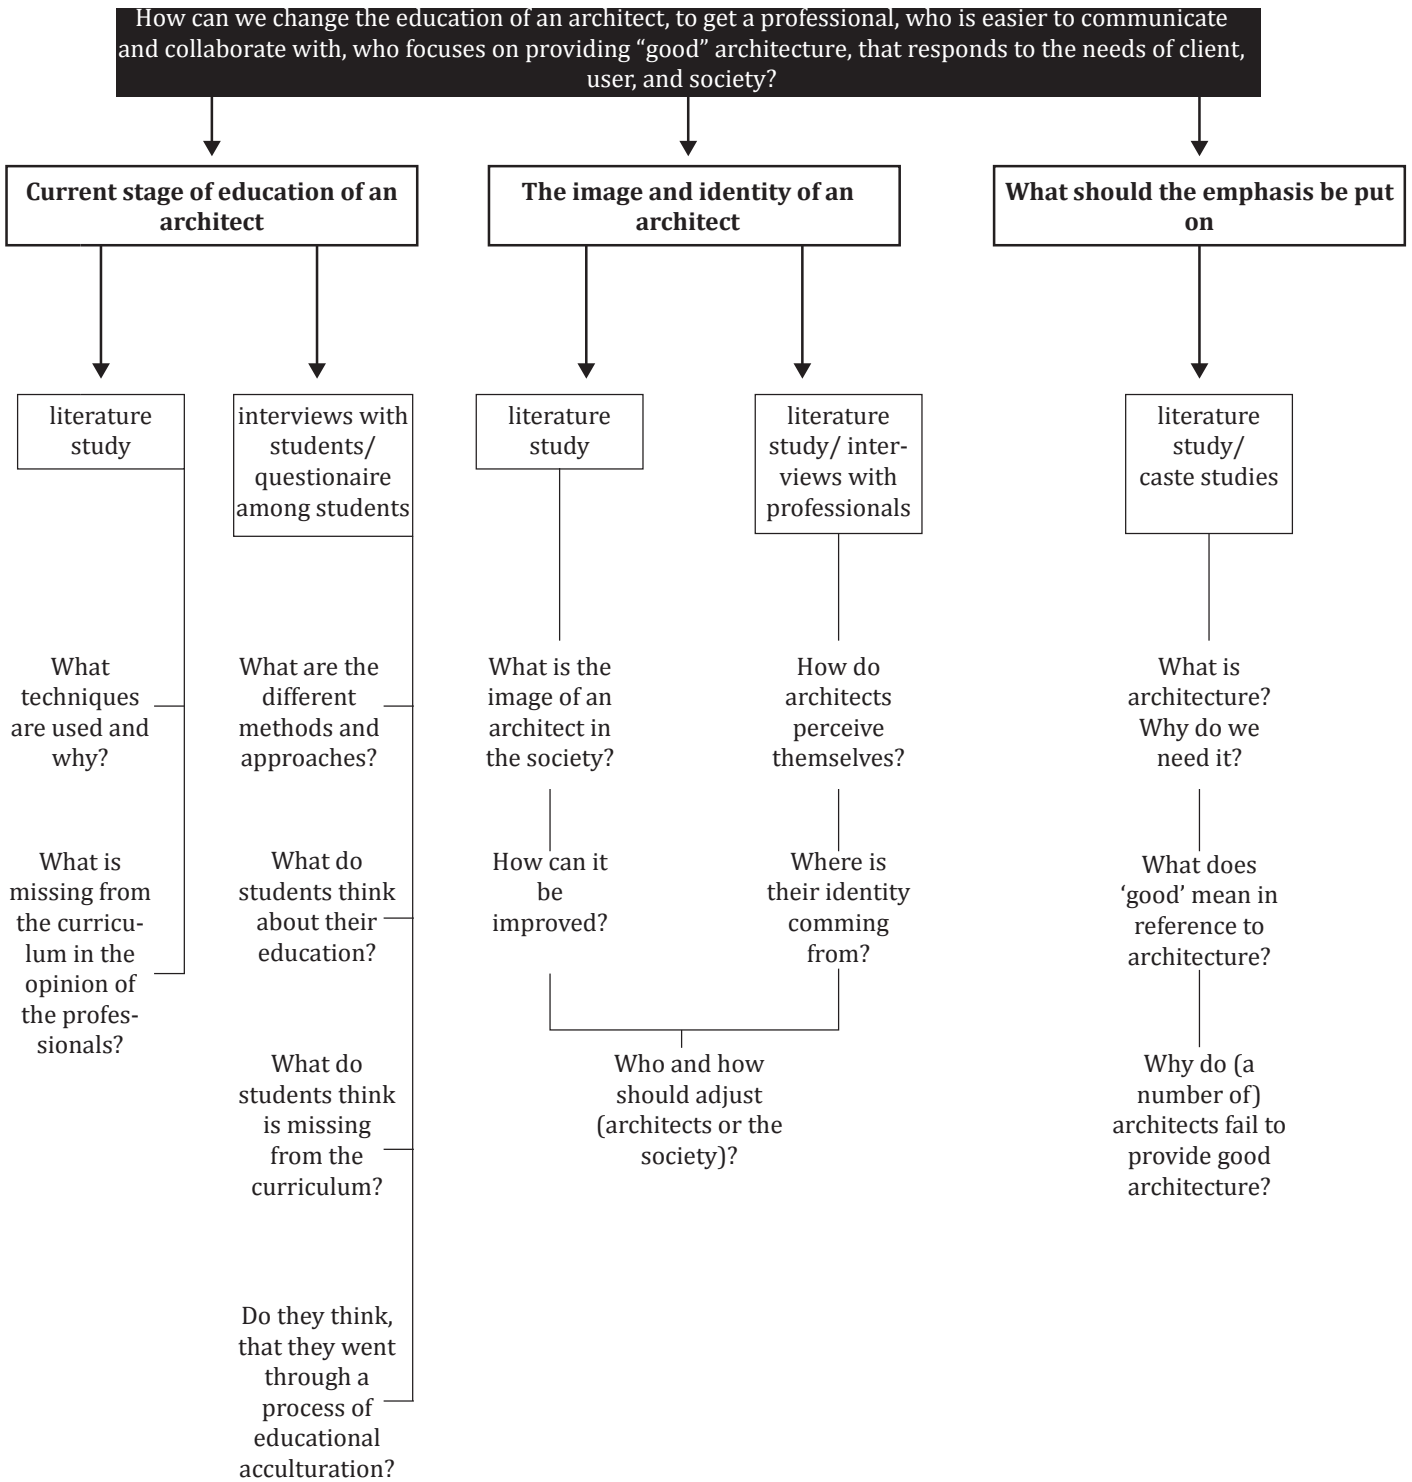 How can we change the education of an architect, to get a professional, who is easier to communicate
and collaborate with, who focuses on providing “good” architecture, that responds to the needs of client,
user, and society?
Current stage of education of an
architect
The image and identity of an
architect
What should the emphasis be put
on
literature
study
interviews with
students/
questionaire
among students
literature
study
literature
study/ inter-
views with
professionals
literature
study/
caste studies
What
techniques
are used and
why?
What is
missing from
the curricu-
lum in the
opinion of
the profes-
sionals?
What are the
different
methods and
approaches?
What do
students think
about their
education?
What do
students think
is missing
from the
curriculum?
Do they think,
that they went
through a
process of
educational
acculturation?
What is the
image of an
architect in
the society?
How can it
be
improved?
How do
architects
perceive
themselves?
Where is
their identity
comming
from?
Who and how
should adjust
(architects or the
society)?
What is
architecture?
Why do we
need it?
What does
‘good’ mean in
reference to
architecture?
Why do (a
number of)
architects fail to
provide good
architecture?